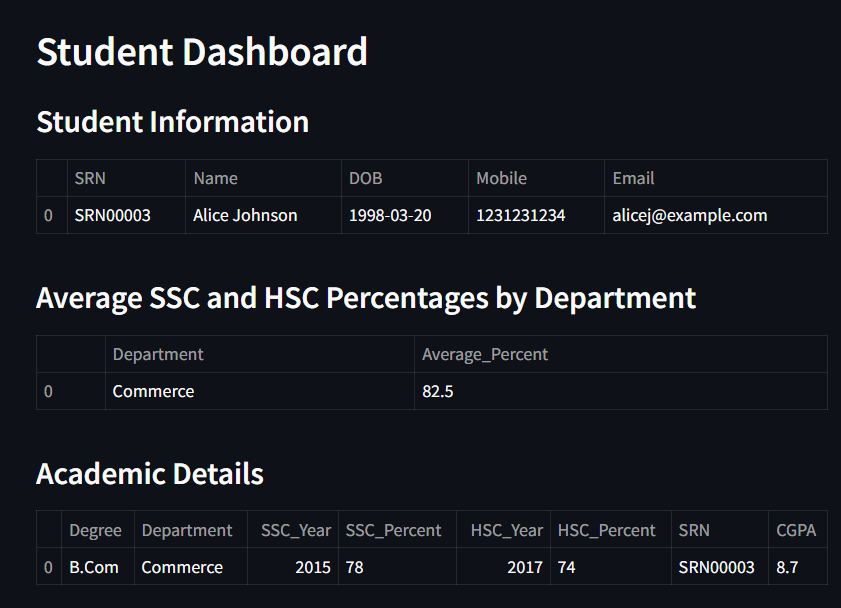 Student Dashboard
Student Information
SRN Name DOB Mobile Email
0 SRN00003 Alice Johnson 1998-03-20 1231231234 alicej@example.com
Average SSC and HSC Percentages by Department
Department Average_Percent
0 Commerce 82.5
Academic Details
Degree Department SSC_Year SSC_Percent HSC_Year HSC_Percent SRN CGPA
0 B.Com Commerce 2015 78 2017 74 SRN00003 8.7